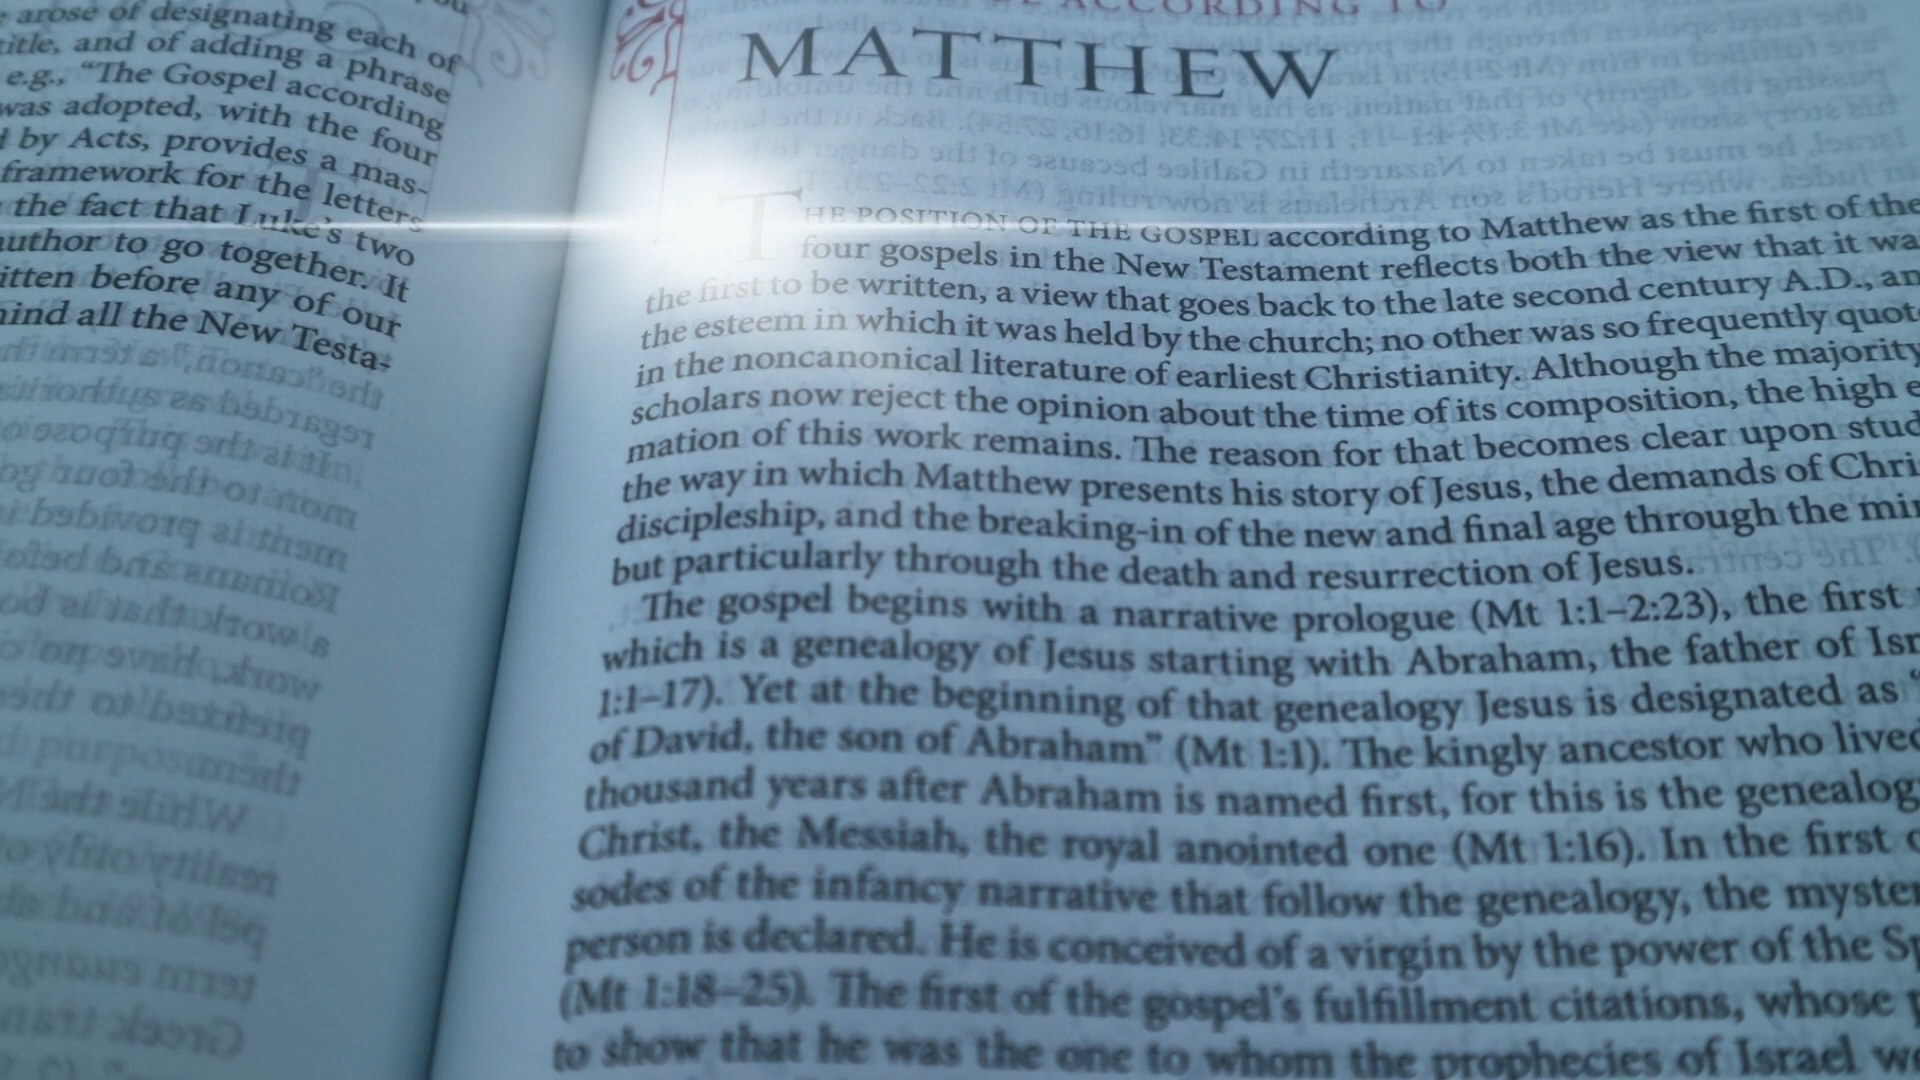 arose of designating each of
title, and of adding a phrase
e.g., “The Gospel according
was adopted, with the four
by Acts, provides a mas-
framework for the letters
the fact that Luke’s two
author to go together. It
itten before any of our
mind all the New Testa-
ACCORDING TO
MATTHEW
THE POSITION OF THE GOSPEL according to Matthew as the first of the
four gospels in the New Testament reflects both the view that it wa
the first to be written, a view that goes back to the late second century A.D., an
the esteem in which it was held by the church; no other was so frequently quot
in the noncanonical literature of earliest Christianity. Although the majority
scholars now reject the opinion about the time of its composition, the high e
mation of this work remains. The reason for that becomes clear upon stud
the way in which Matthew presents his story of Jesus, the demands of Chri
discipleship, and the breaking-in of the new and final age through the mi
but particularly through the death and resurrection of Jesus.
The gospel begins with a narrative prologue (Mt 1:1–2:23), the first
which is a genealogy of Jesus starting with Abraham, the father of Isr
1:1–17). Yet at the beginning of that genealogy Jesus is designated as “
of David, the son of Abraham” (Mt 1:1). The kingly ancestor who lived
thousand years after Abraham is named first, for this is the genealog
Christ, the Messiah, the royal anointed one (Mt 1:16). In the first
sodes of the infancy narrative that follow the genealogy, the myster
person is declared. He is conceived of a virgin by the power of the Sp
(Mt 1:18–25). The first of the gospel’s fulfillment citations, whose p
to show that he was the one to whom the prophecies of Israel we